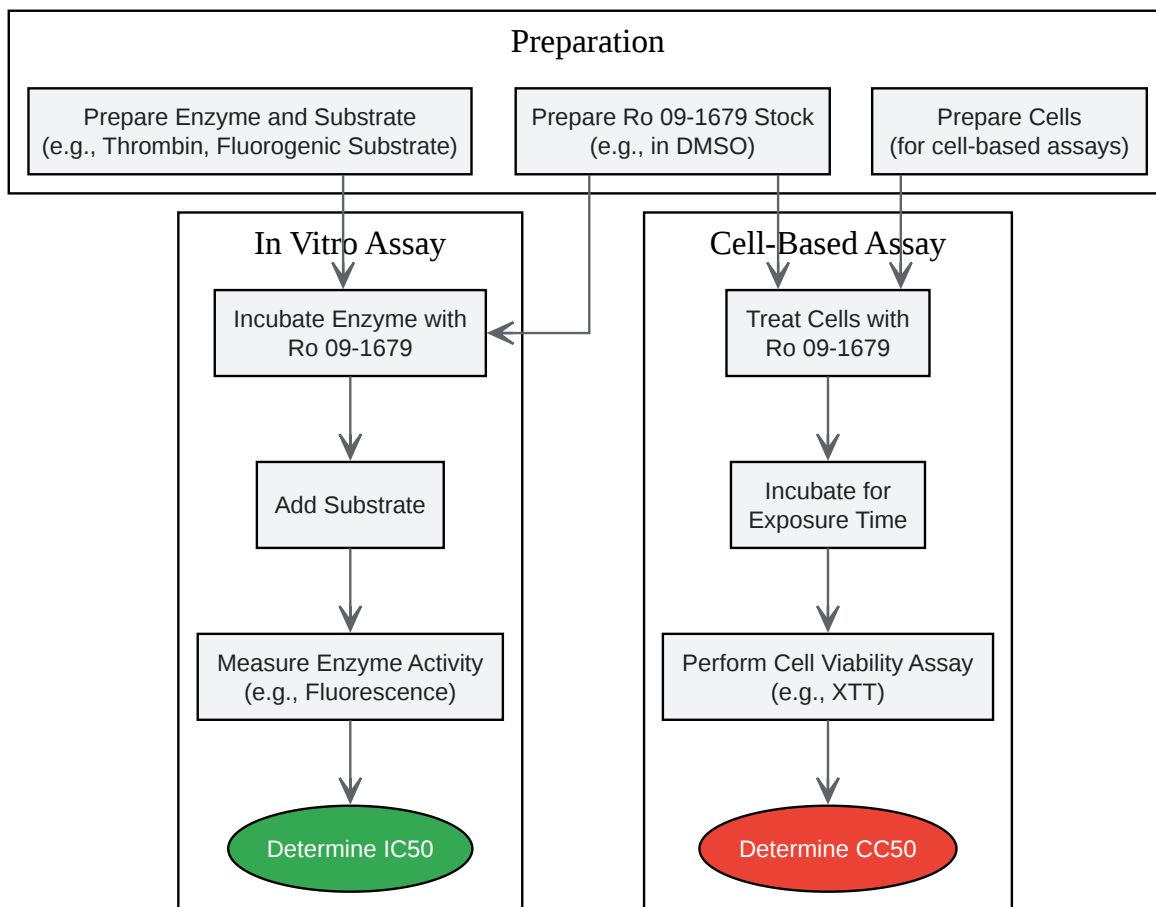 Preparation
Prepare Enzyme and Substrate
(e.g., Thrombin, Fluorogenic Substrate)
Prepare Ro 09-1679 Stock
(e.g., in DMSO)
Prepare Cells
(for cell-based assays)
In Vitro Assay
Incubate Enzyme with
Ro 09-1679
Add Substrate
Measure Enzyme Activity
(e.g., Fluorescence)
Determine IC50
Cell-Based Assay
Treat Cells with
Ro 09-1679
Incubate for
Exposure Time
Perform Cell Viability Assay
(e.g., XTT)
Determine CC50